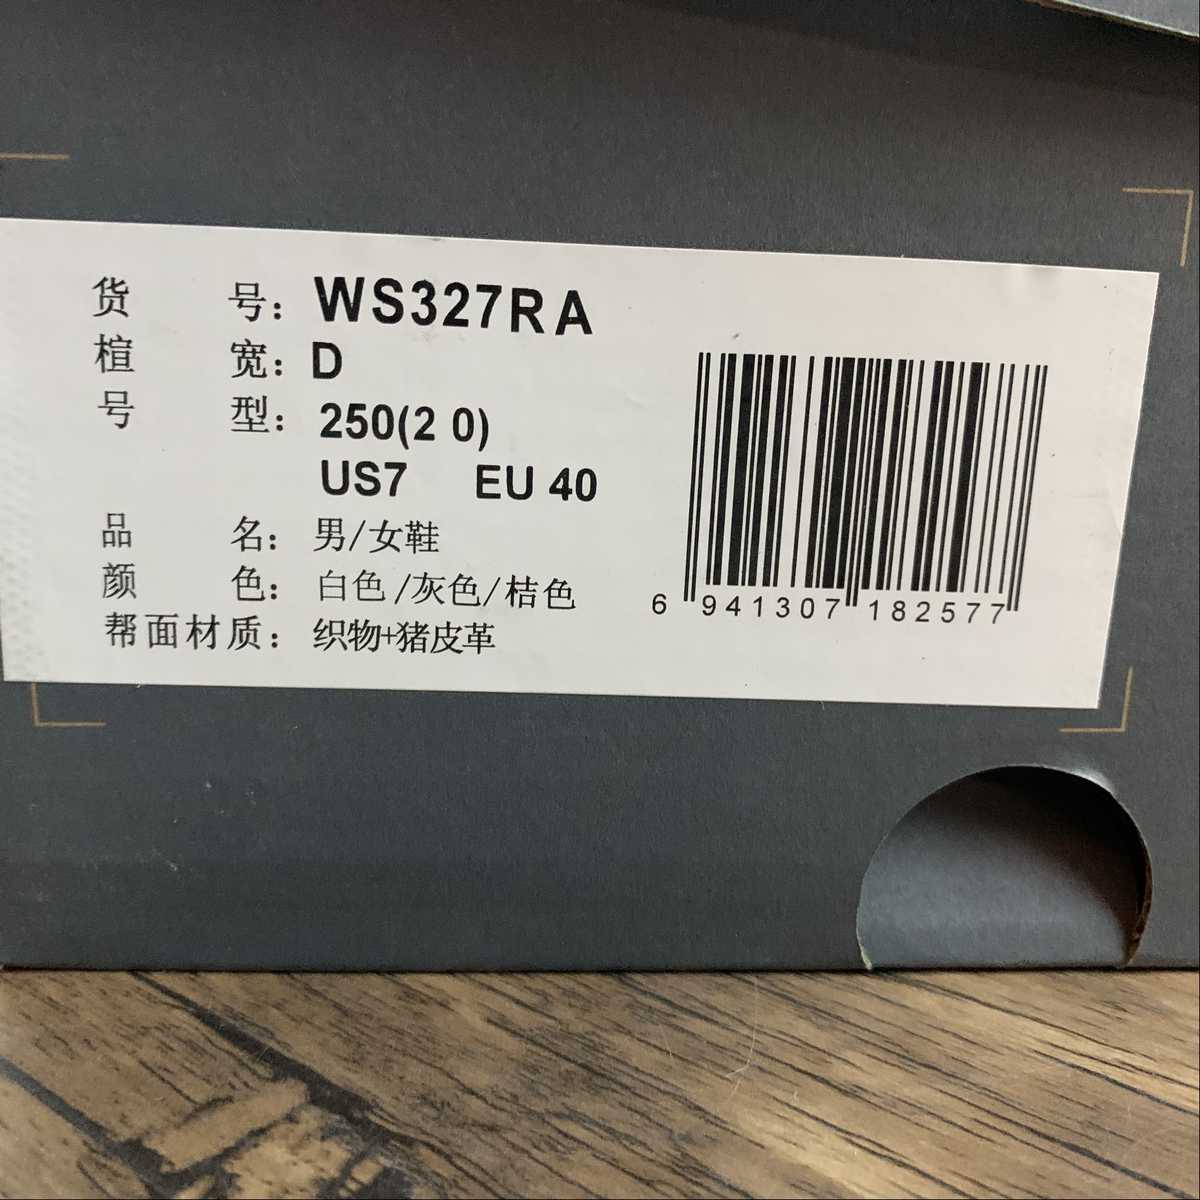 货 号: WS327RA
楦 宽: D
号 型: 250(2 0)
US7 EU 40
品 名: 男/女鞋
颜 色: 白色/灰色/桔色
帮面材质: 织物+猪皮革
6 941307 182577